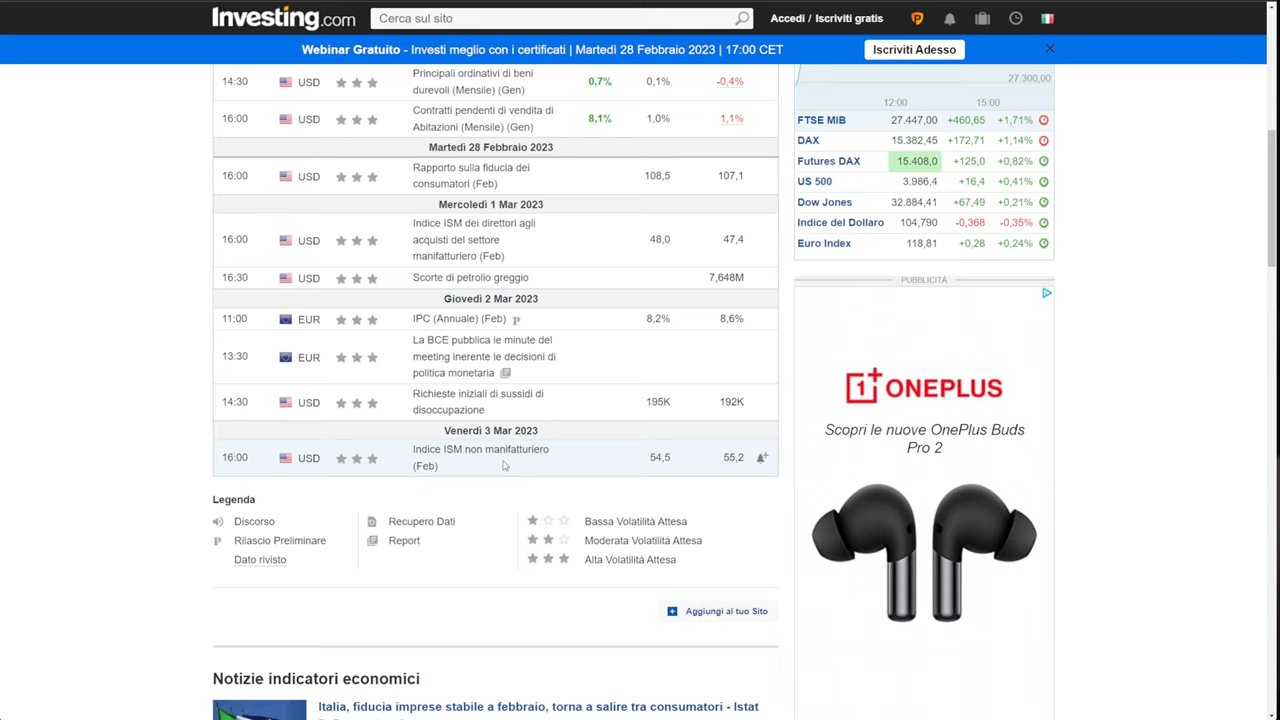 Investing.com
Cerca sul sito
Accedi / Iscriviti gratis
Webinar Gratuito - Investi meglio con i certificati | Martedì 28 Febbraio 2023 | 17:00 CET
Iscriviti Adesso
14:30 USD Principali ordinativi di beni durevoli (Mensile) (Gen) 0,7% 0,1% -0,4%
16:00 USD Contratti pendenti di vendita di Abitazioni (Mensile) (Gen) 8,1% 1,0% 1,1%
Martedì 28 Febbraio 2023
16:00 USD Rapporto sulla fiducia dei consumatori (Feb) 108,5 107,1
Mercoledì 1 Mar 2023
16:00 USD Indice ISM dei direttori agli acquisti del settore manifatturiero (Feb) 48,0 47,4
16:30 USD Scorte di petrolio greggio 7,648M
Giovedì 2 Mar 2023
11:00 EUR IPC (Annuale) (Feb) P 8,2% 8,6%
13:30 EUR La BCE pubblica le minute del meeting inerente le decisioni di politica monetaria
14:30 USD Richieste iniziali di sussidi di disoccupazione 195K 192K
Venerdì 3 Mar 2023
16:00 USD Indice ISM non manifatturiero (Feb) 54,5 55,2
Legenda
Discorso
P Rilascio Preliminare
Dato rivisto
Recupero Dati
Report
Bassa Volatilità Attesa
Moderata Volatilità Attesa
Alta Volatilità Attesa
Aggiungi al tuo Sito
Notizie indicatori economici
Italia, fiducia imprese stabile a febbraio, torna a salire tra consumatori - Istat
27.300,00
12:00 15:00
FTSE MIB 27.447,00 +460,65 +1,71%
DAX 15.382,45 +172,71 +1,14%
Futures DAX 15.408,0 +125,0 +0,82%
US 500 3.986,4 +16,4 +0,41%
Dow Jones 32.884,41 +67,49 +0,21%
Indice del Dollaro 104,790 -0,368 -0,35%
Euro Index 118,81 +0,28 +0,24%
PUBBLICITÀ
1+ ONEPLUS
Scopri le nuove OnePlus Buds
Pro 2